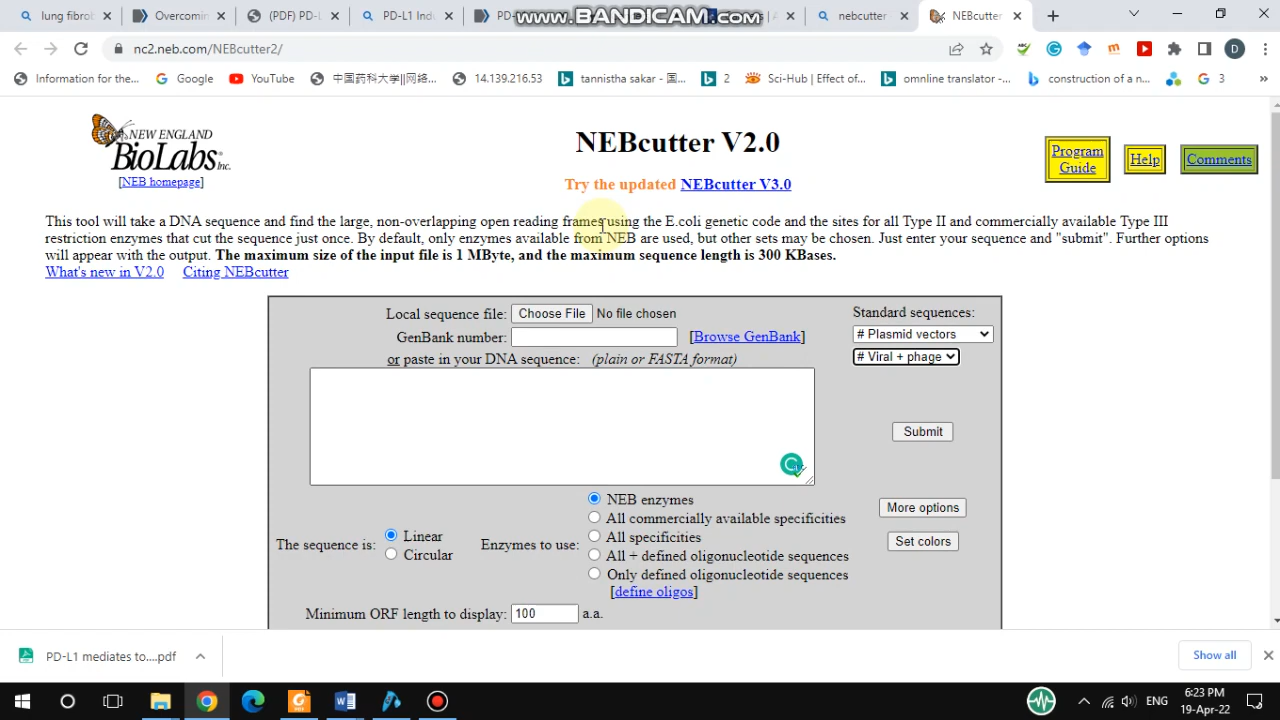 lung fibrob
Overcomin
(PDF) PD-L
PD-L1 Ind
PD-
www.BANDICAM.com
nebcutter
NEBcutter
nc2.neb.com/NEBcutter2/
Information for the...
Google
YouTube
中国药科大学||网络...
14.139.216.53
tannistha sakar - 国...
2
Sci-Hub | Effect of...
omnline translator -...
construction of a n...
3
NEW ENGLAND
BioLabs Inc.
[NEB homepage]
NEBcutter V2.0
Try the updated NEBcutter V3.0
Program
Guide
Help
Comments
This tool will take a DNA sequence and find the large, non-overlapping open reading frames using the E.coli genetic code and the sites for all Type II and commercially available Type III
restriction enzymes that cut the sequence just once. By default, only enzymes available from NEB are used, but other sets may be chosen. Just enter your sequence and "submit". Further options
will appear with the output. The maximum size of the input file is 1 MByte, and the maximum sequence length is 300 KBases.
What's new in V2.0 Citing NEBcutter
Local sequence file: Choose File No file chosen
Standard sequences:
GenBank number: [Browse GenBank]
# Plasmid vectors
or paste in your DNA sequence: (plain or FASTA format)
# Viral + phage
Submit
The sequence is:
Linear
Circular
Enzymes to use:
NEB enzymes
All commercially available specificities
All specificities
All + defined oligonucleotide sequences
Only defined oligonucleotide sequences
[define oligos]
More options
Set colors
Minimum ORF length to display: 100 a.a.
PD-L1 mediates to....pdf
Show all
ENG
6:23 PM
19-Apr-22